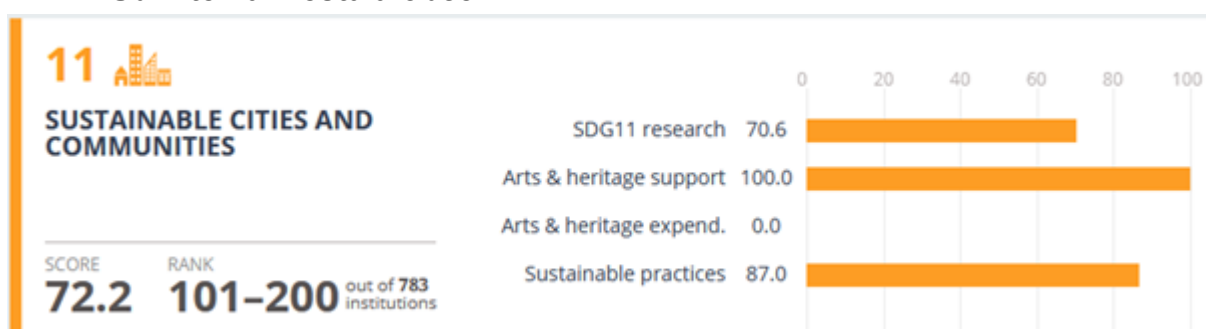 11
SUSTAINABLE CITIES AND
COMMUNITIES
SCORE
72.2
RANK
101–200 out of 783 institutions
0 20 40 60 80 100
SDG11 research 70.6
Arts & heritage support 100.0
Arts & heritage expend. 0.0
Sustainable practices 87.0